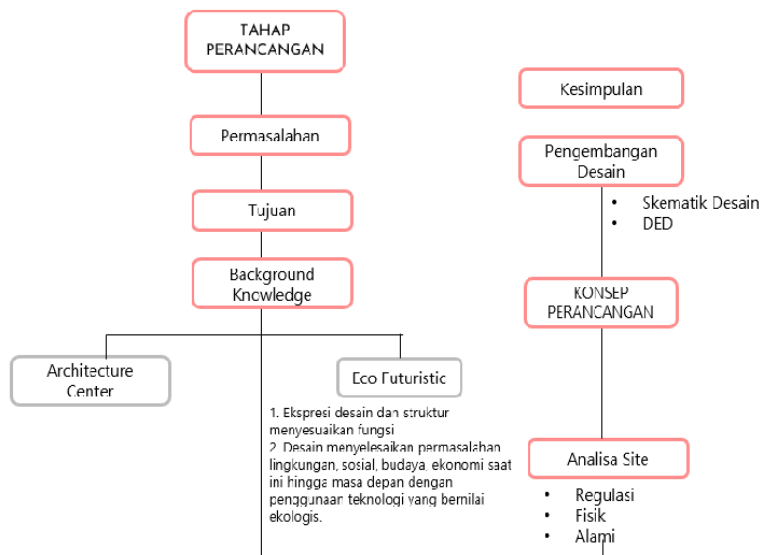 TAHAP
PERANCANGAN
Permasalahan
Tujuan
Background
Knowledge
Architecture
Center
Eco Futuristic
1. Ekspresi desain dan struktur
menyesuaikan fungsi
2. Desain menyelesaikan permasalahan
lingkungan, sosial, budaya, ekonomi saat
ini hingga masa depan dengan
penggunaan teknologi yang bernilai
ekologis.
Kesimpulan
Pengembangan
Desain
• Skematik Desain
• DED
KONSEP
PERANCANGAN
Analisa Site
• Regulasi
• Fisik
• Alami